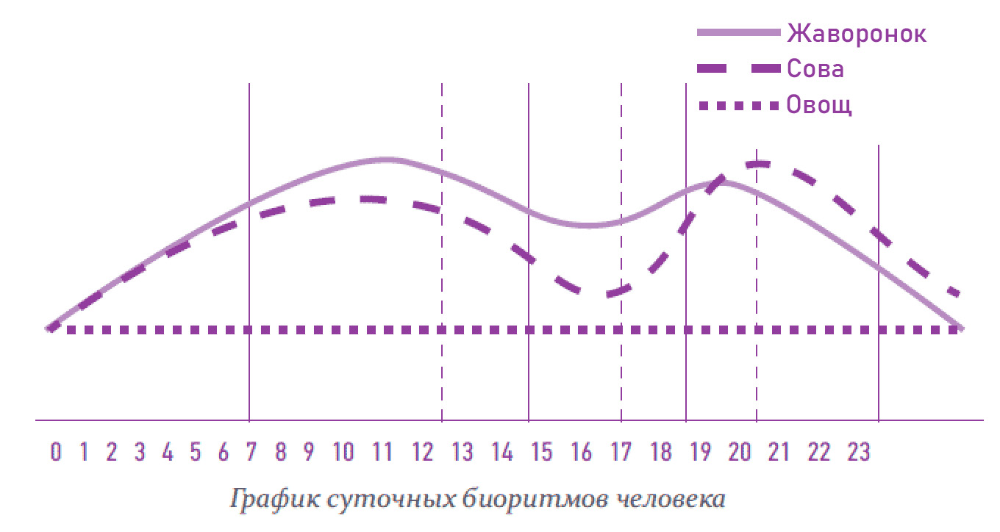 Жаворонок
Сова
Овощ
0 1 2 3 4 5 6 7 8 9 10 11 12 13 14 15 16 17 18 19 20 21 22 23
График суточных биоритмов человека